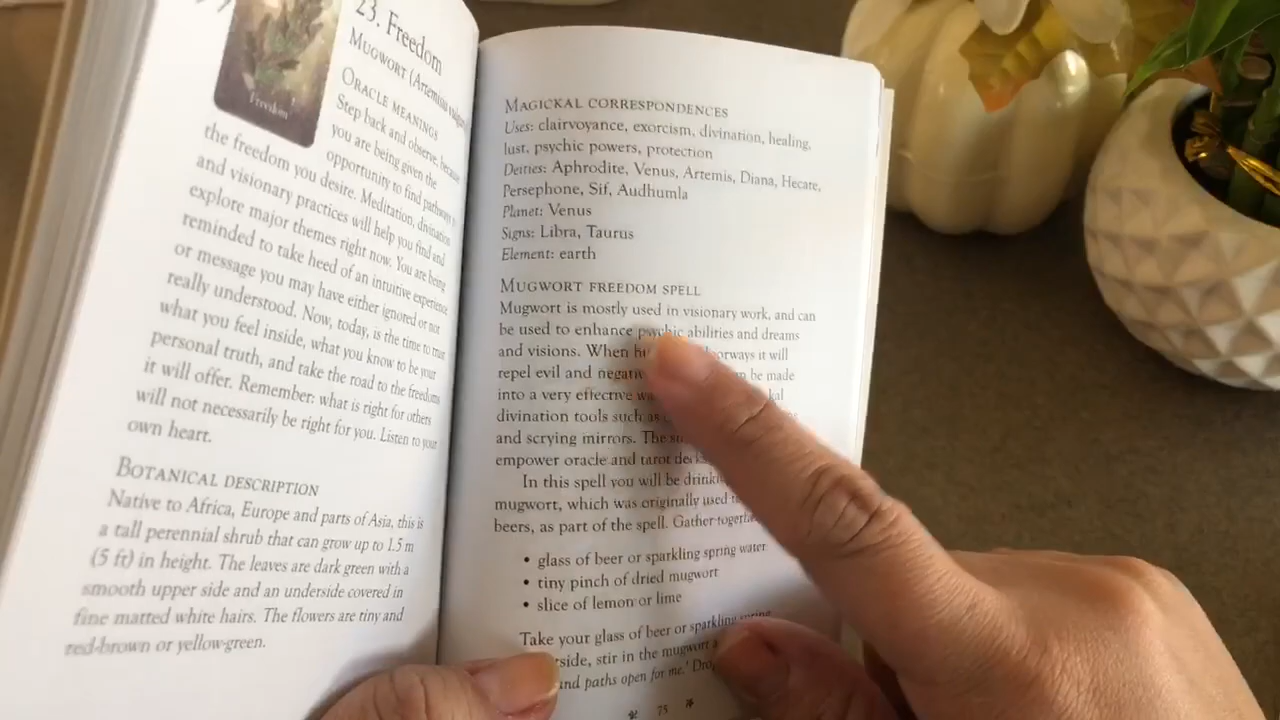 23. Freedom
Mugwort (Artemisia
Oracle meanings
Step back and observe, because
you are being given the
opportunity to find pathways to
the freedom you desire. Meditation, divination
and visionary practices will help you find and
explore major themes right now. You are being
reminded to take heed of an intuitive experience
or message you may have either ignored or not
really understood. Now, today, is the time to trust
what you feel inside, what you know to be your
personal truth, and take the road to the freedoms
it will offer. Remember: what is right for others
will not necessarily be right for you. Listen to your
own heart.
Botanical description
Native to Africa, Europe and parts of Asia, this is
a tall perennial shrub that can grow up to 1.5 m
(5 ft) in height. The leaves are dark green with a
smooth upper side and an underside covered in
fine matted white hairs. The flowers are tiny and
red-brown or yellow-green.
Freedom
Magickal correspondences
Uses: clairvoyance, exorcism, divination, healing,
lust, psychic powers, protection
Deities: Aphrodite, Venus, Artemis, Diana, Hecate,
Persephone, Sif, Audhumla
Planet: Venus
Signs: Libra, Taurus
Element: earth
Mugwort freedom spell
Mugwort is mostly used in visionary work, and can
be used to enhance psychic abilities and dreams
and visions. When doorways it will
repel evil and be made
into a very effective
divination tools such as
and scrying mirrors. The
empower oracle and tarot decks
In this spell you will be
mugwort, which was originally used
beers, as part of the spell. Gather together
• glass of beer or sparkling spring water
• tiny pinch of dried mugwort
• slice of lemon or lime
Take your glass of beer or sparkling spring
stir in the mugwort
and paths open for me.'
75